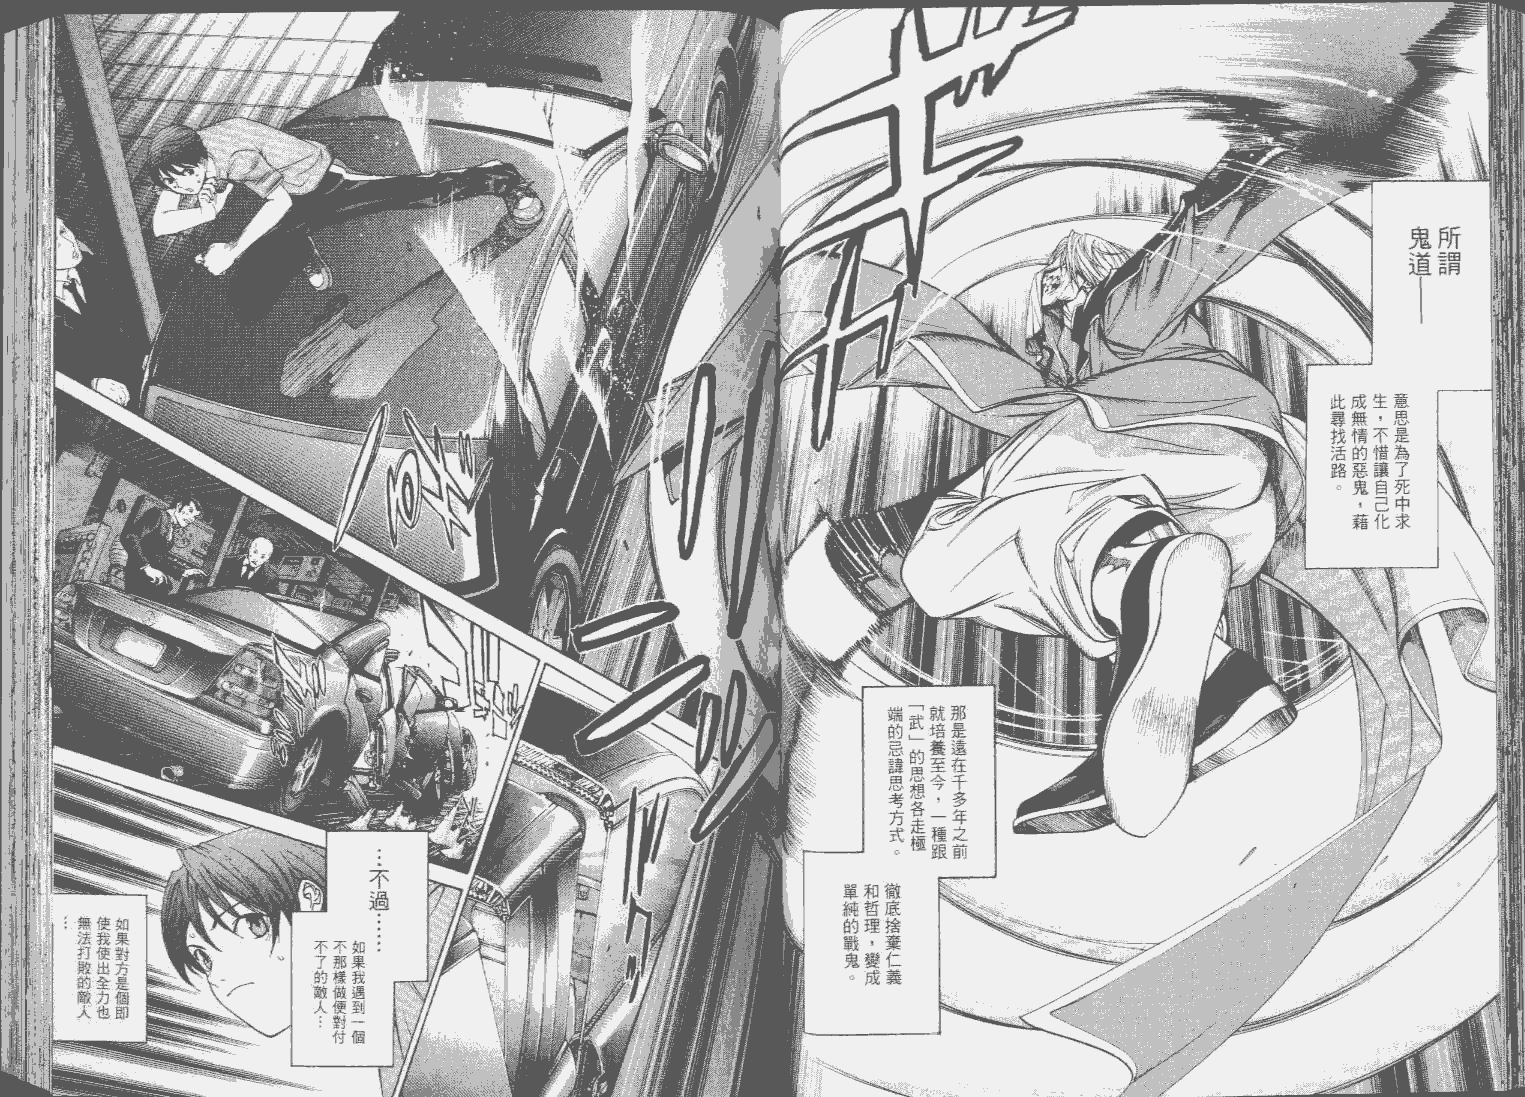 所謂
鬼道——
意思是為了死中求
生，不惜讓自己化
成無情的惡鬼，藉
此尋找活路。
那是遠在千多年之前
就培養至今，一種跟
「武」的思想各走極
端的忌諱思考方式。
徹底捨棄仁義
和哲理，變成
單純的戰鬼。
…不過……
如果我遇到一個
不那樣做便對付
不了的敵人…
如果對方是個即
使我使出全力也
無法打敗的敵人
…